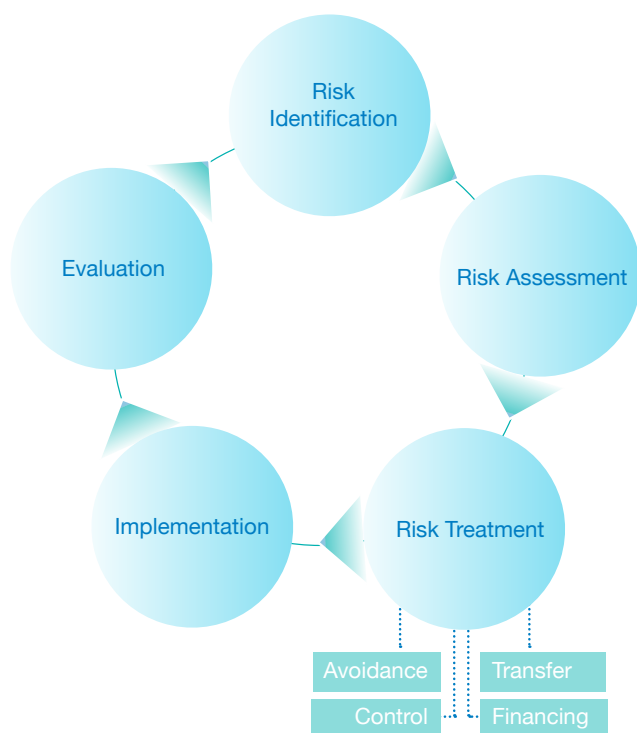 Risk
Identification
Evaluation
Risk Assessment
Implementation
Risk Treatment
Avoidance
Transfer
Control
Financing